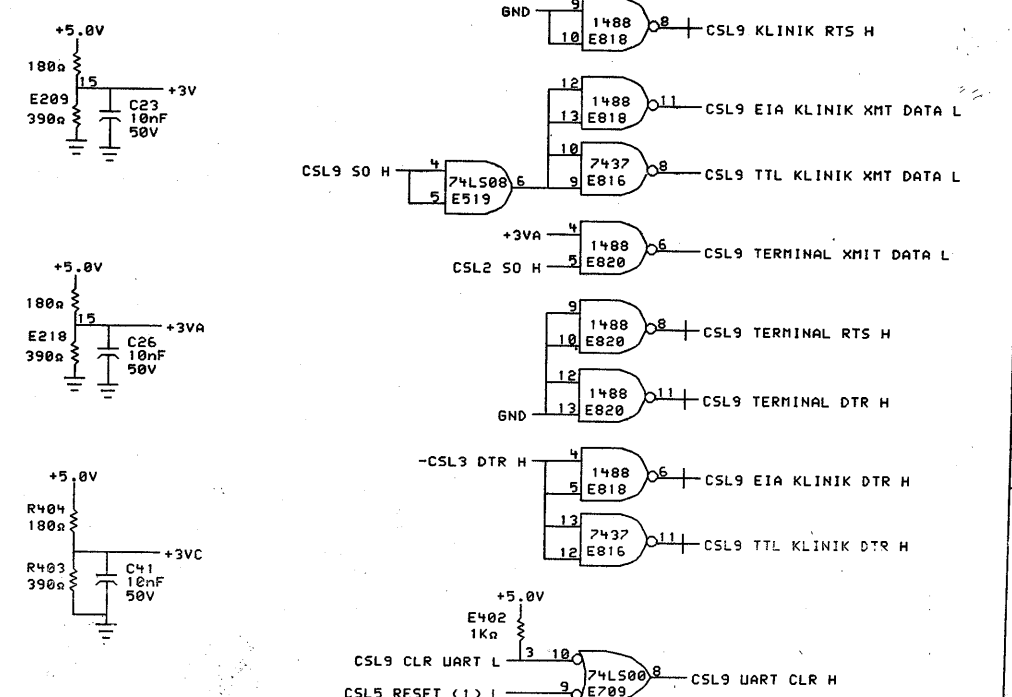 +5.0V
180Ω
15
+3V
E209
390Ω
C23
10nF
50V
+5.0V
180Ω
15
+3VA
E218
390Ω
C26
10nF
50V
+5.0V
R404
180Ω
+3VC
R403
390Ω
C41
10nF
50V
GND
9
10
1488
E818
8
CSL9 KLINIK RTS H
12
13
1488
E818
11
CSL9 EIA KLINIK XMT DATA L
CSL9 SO H
4
5
74LS08
E519
6
10
9
7437
E816
8
CSL9 TTL KLINIK XMT DATA L
+3VA
CSL2 SO H
4
5
1488
E820
6
CSL9 TERMINAL XMIT DATA L
9
10
1488
E820
8
CSL9 TERMINAL RTS H
GND
12
13
1488
E820
11
CSL9 TERMINAL DTR H
-CSL3 DTR H
4
5
1488
E818
6
CSL9 EIA KLINIK DTR H
13
12
7437
E816
11
CSL9 TTL KLINIK DTR H
+5.0V
E402
1KΩ
CSL9 CLR UART L
3
10
CSL5 RESET (1) L
9
74LS00
E709
8
CSL9 UART CLR H